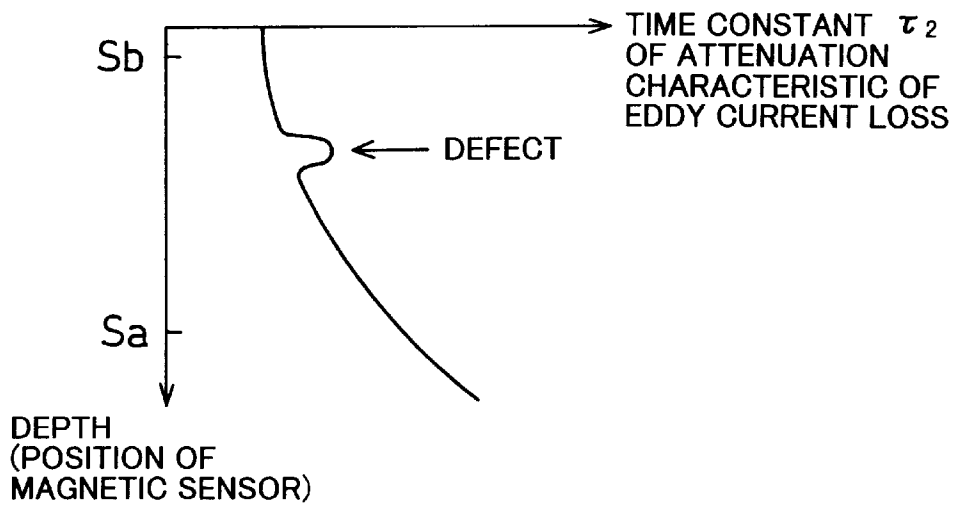 TIME CONSTANT τ2
OF ATTENUATION
CHARACTERISTIC OF
EDDY CURRENT LOSS
Sb
DEFECT
Sa
DEPTH
(POSITION OF
MAGNETIC SENSOR)